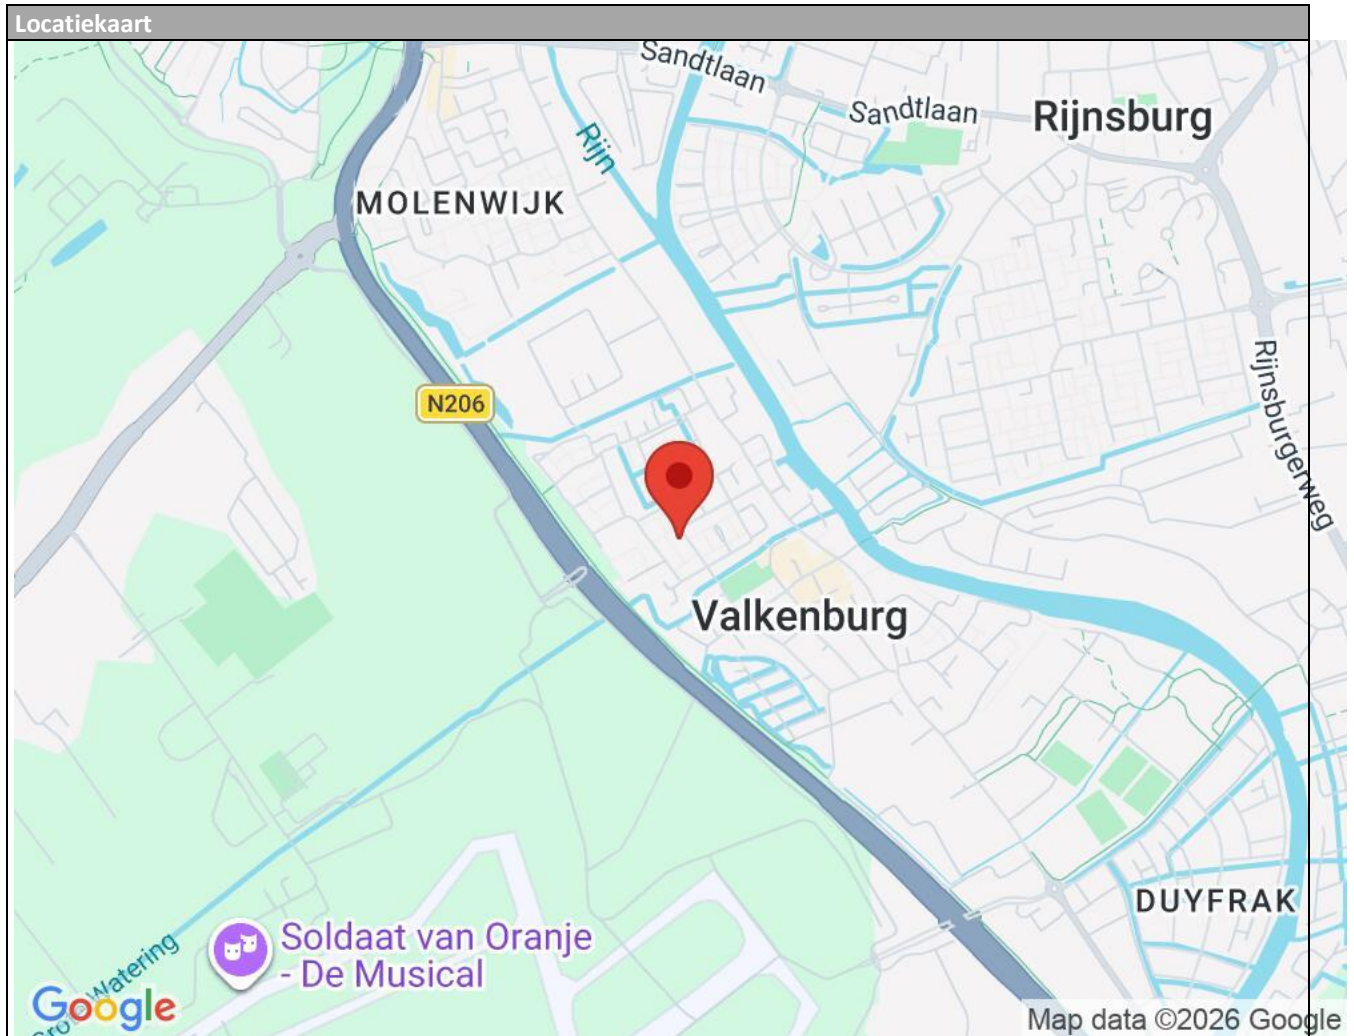 Locatiekaart
Sandtlaan
Sandtlaan
Rijnsburg
Rijn
MOLENWIJK
N206
Rijnsburgerweg
Valkenburg
DUYFRAK
Soldaat van Oranje
- De Musical
Watering
Google
Map data ©2026 Google